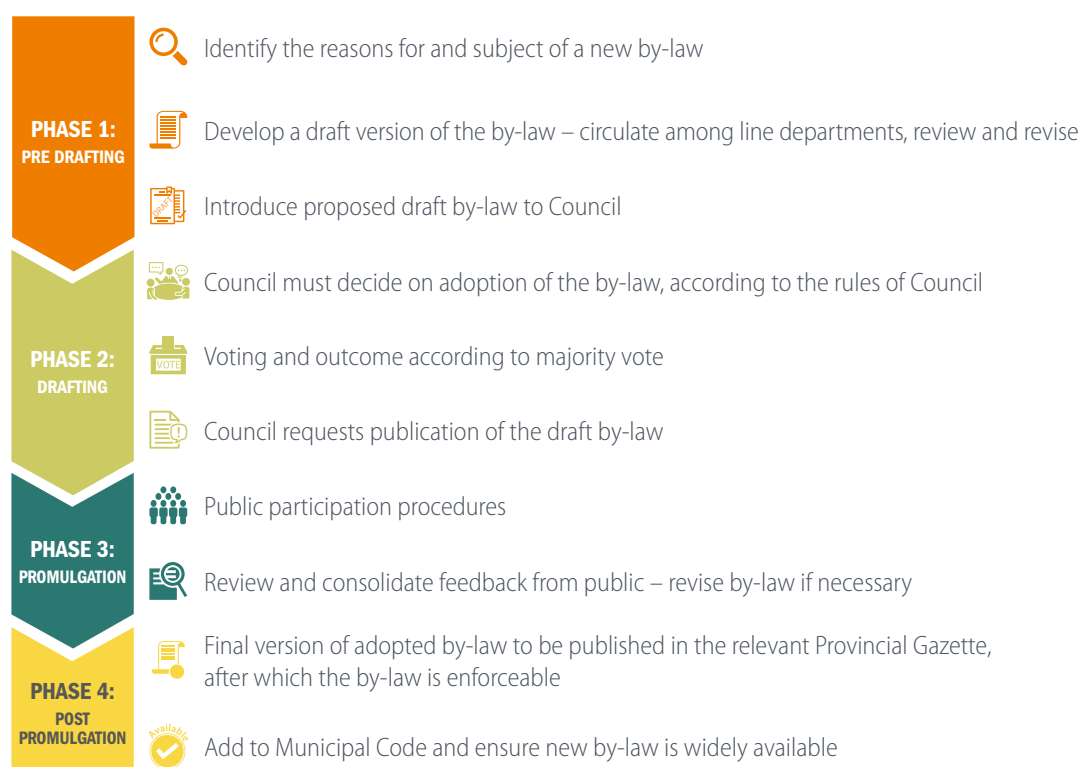 PHASE 1:
PRE DRAFTING
Identify the reasons for and subject of a new by-law
Develop a draft version of the by-law – circulate among line departments, review and revise
DRAFT
Introduce proposed draft by-law to Council
PHASE 2:
DRAFTING
Council must decide on adoption of the by-law, according to the rules of Council
VOTE
Voting and outcome according to majority vote
Council requests publication of the draft by-law
PHASE 3:
PROMULGATION
Public participation procedures
Review and consolidate feedback from public – revise by-law if necessary
PHASE 4:
POST
PROMULGATION
Final version of adopted by-law to be published in the relevant Provincial Gazette,
after which the by-law is enforceable
Available
Add to Municipal Code and ensure new by-law is widely available